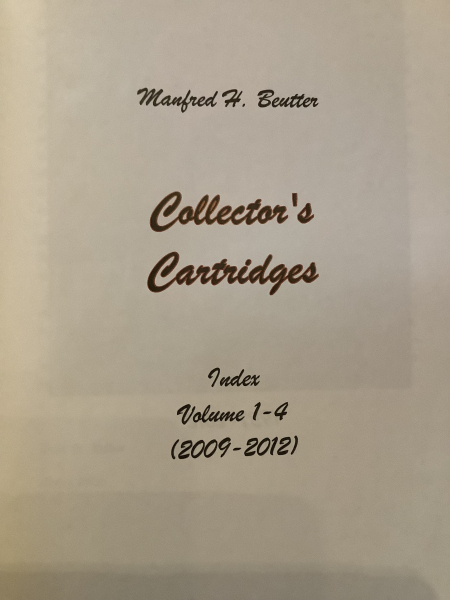 Manfred H. Beutter
Collector's
Cartridges
Index
Volume 1-4
(2009-2012)